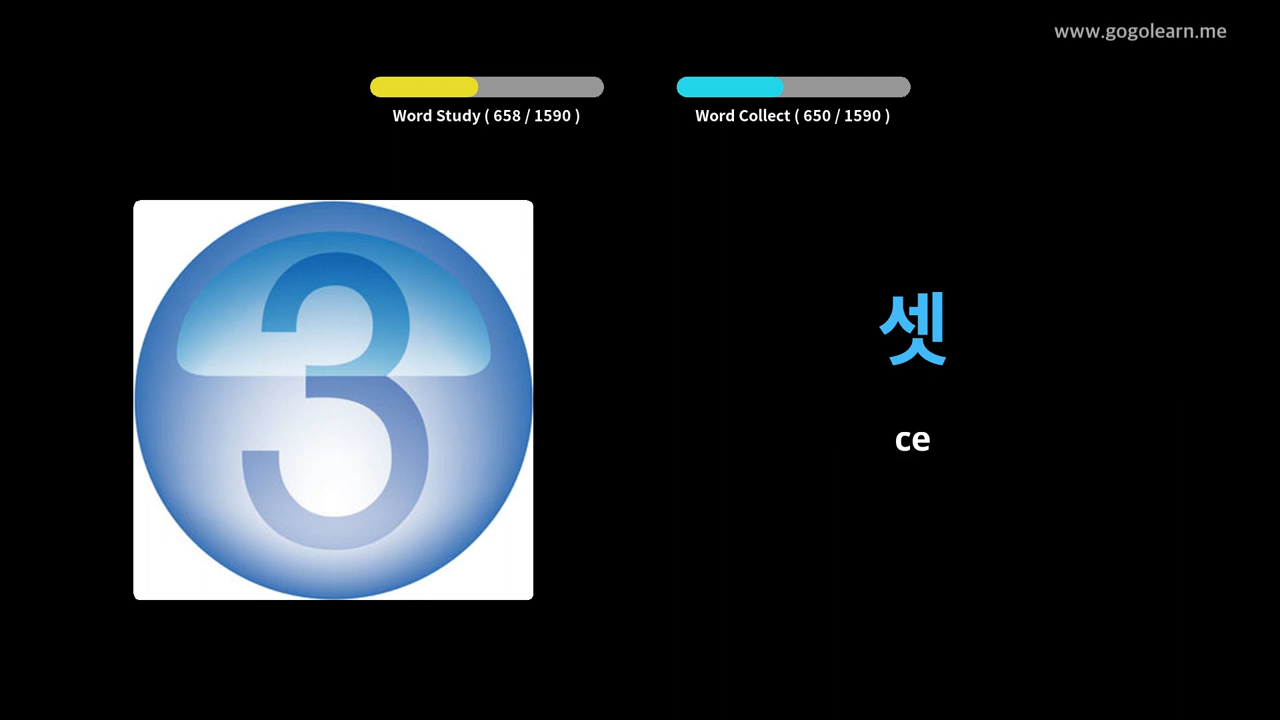 www.gogolearn.me
Word Study ( 658 / 1590 )
Word Collect ( 650 / 1590 )
3
셋
ce